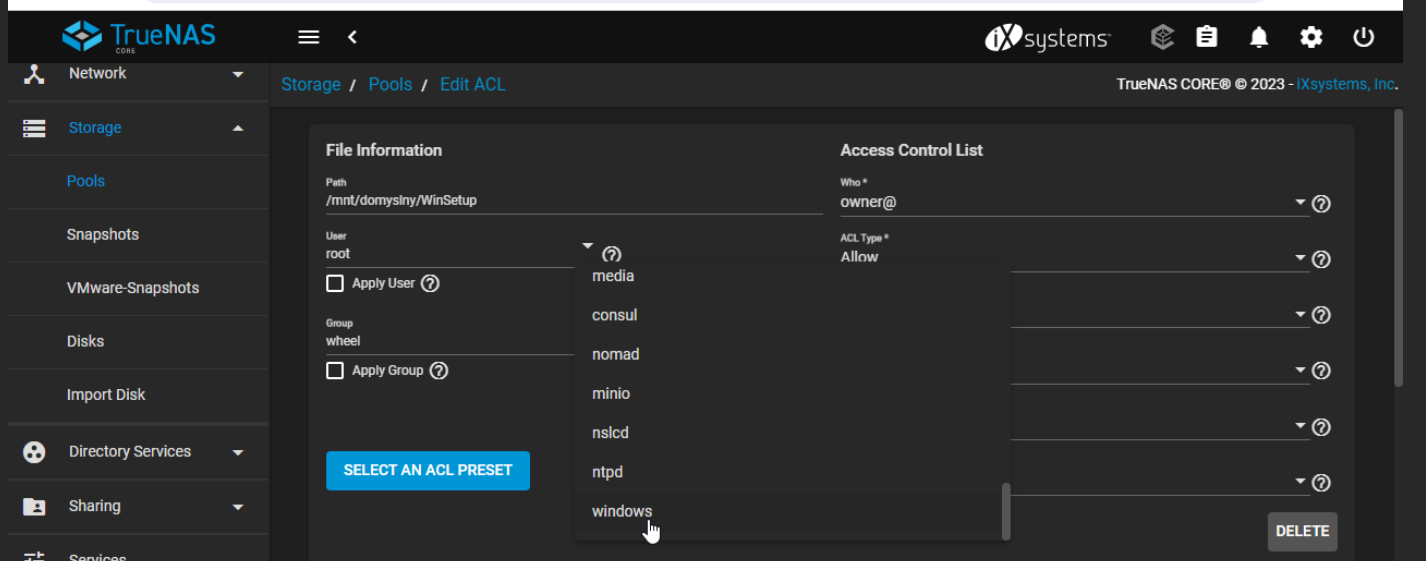 TrueNAS
CORE
iXsystems
Network
Storage / Pools / Edit ACL
TrueNAS CORE® © 2023 - iXsystems, Inc.
Storage
Pools
Snapshots
VMware-Snapshots
Disks
Import Disk
Directory Services
Sharing
Services
File Information
Path
/mnt/domyslny/WinSetup
User
root
Apply User
Group
wheel
Apply Group
SELECT AN ACL PRESET
media
consul
nomad
minio
nslcd
ntpd
windows
Access Control List
Who *
owner@
ACL Type *
Allow
DELETE